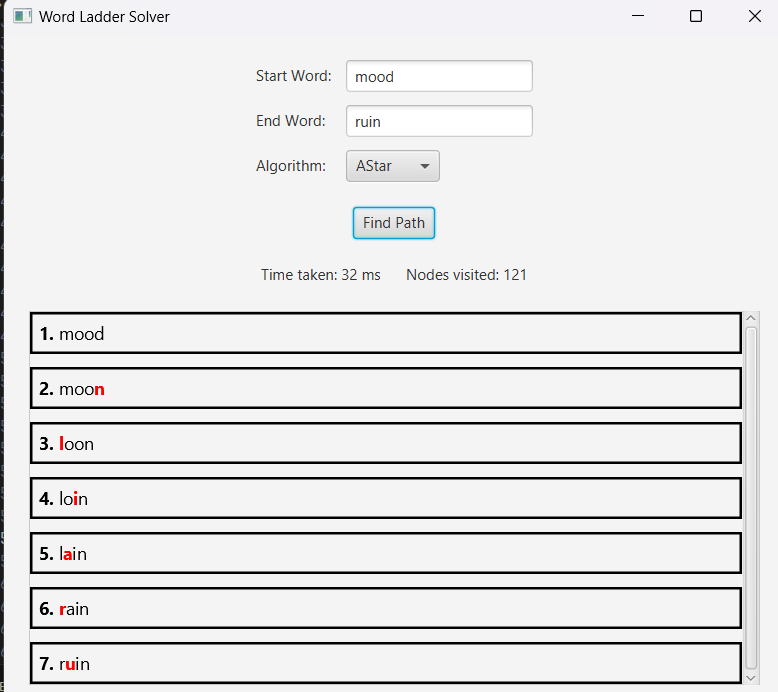 Word Ladder Solver
Start Word: mood
End Word: ruin
Algorithm: AStar
Find Path
Time taken: 32 ms Nodes visited: 121
1. mood
2. moon
3. loon
4. loin
5. lain
6. rain
7. ruin